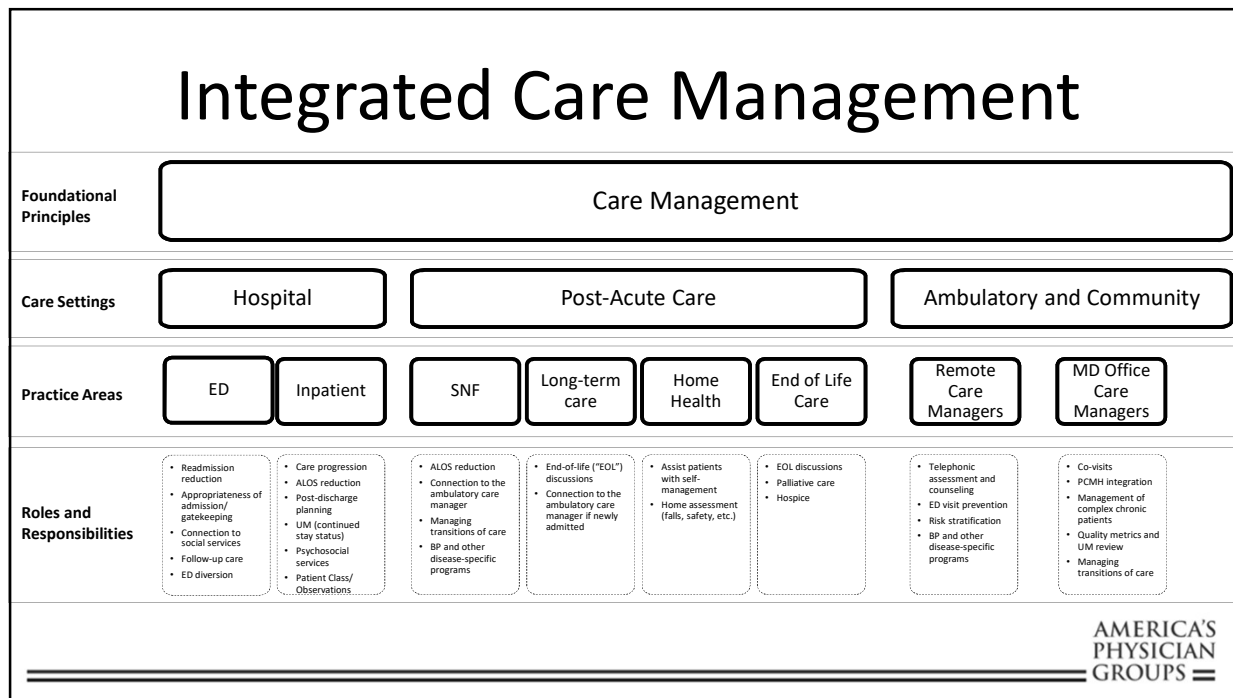 Integrated Care Management
Foundational
Principles
Care Management
Care Settings
Hospital
Post-Acute Care
Ambulatory and Community
Practice Areas
ED
Inpatient
SNF
Long-term
care
Home
Health
End of Life
Care
Remote
Care
Managers
MD Office
Care
Managers
Roles and
Responsibilities
• Readmission
reduction
• Appropriateness of
admission/
gatekeeping
• Connection to
social services
• Follow-up care
• ED diversion
• Care progression
• ALOS reduction
• Post-discharge
planning
• UM (continued
stay status)
• Psychosocial
services
• Patient Class/
Observations
• ALOS reduction
• Connection to the
ambulatory care
manager
• Managing
transitions of care
• BP and other
disease-specific
programs
• End-of-life ("EOL")
discussions
• Connection to the
ambulatory care
manager if newly
admitted
• Assist patients
with self-
management
• Home assessment
(falls, safety, etc.)
• EOL discussions
• Palliative care
• Hospice
• Telephonic
assessment and
counseling
• ED visit prevention
• Risk stratification
• BP and other
disease-specific
programs
• Co-visits
• PCMH integration
• Management of
complex chronic
patients
• Quality metrics and
UM review
• Managing
transitions of care
AMERICA'S
PHYSICIAN
GROUPS